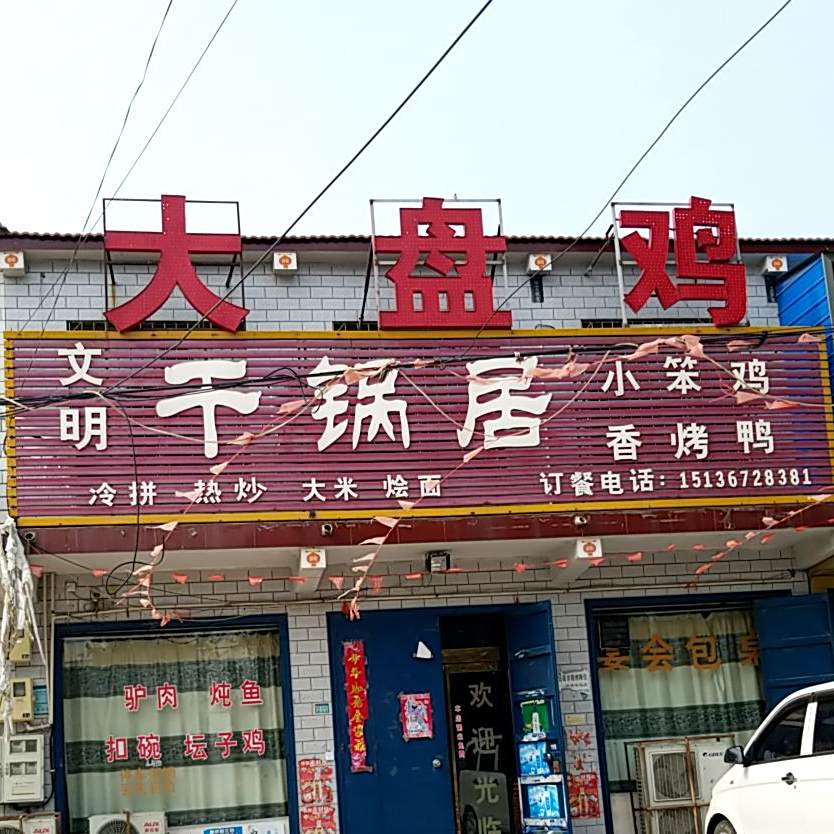 大盘鸡
文明
干锅居
小笨鸡
香烤鸭
冷拼 热炒 大米 烩面
订餐电话：15136728381
驴肉 炖鱼
扣碗 坛子鸡
欢迎光临
宴会包桌